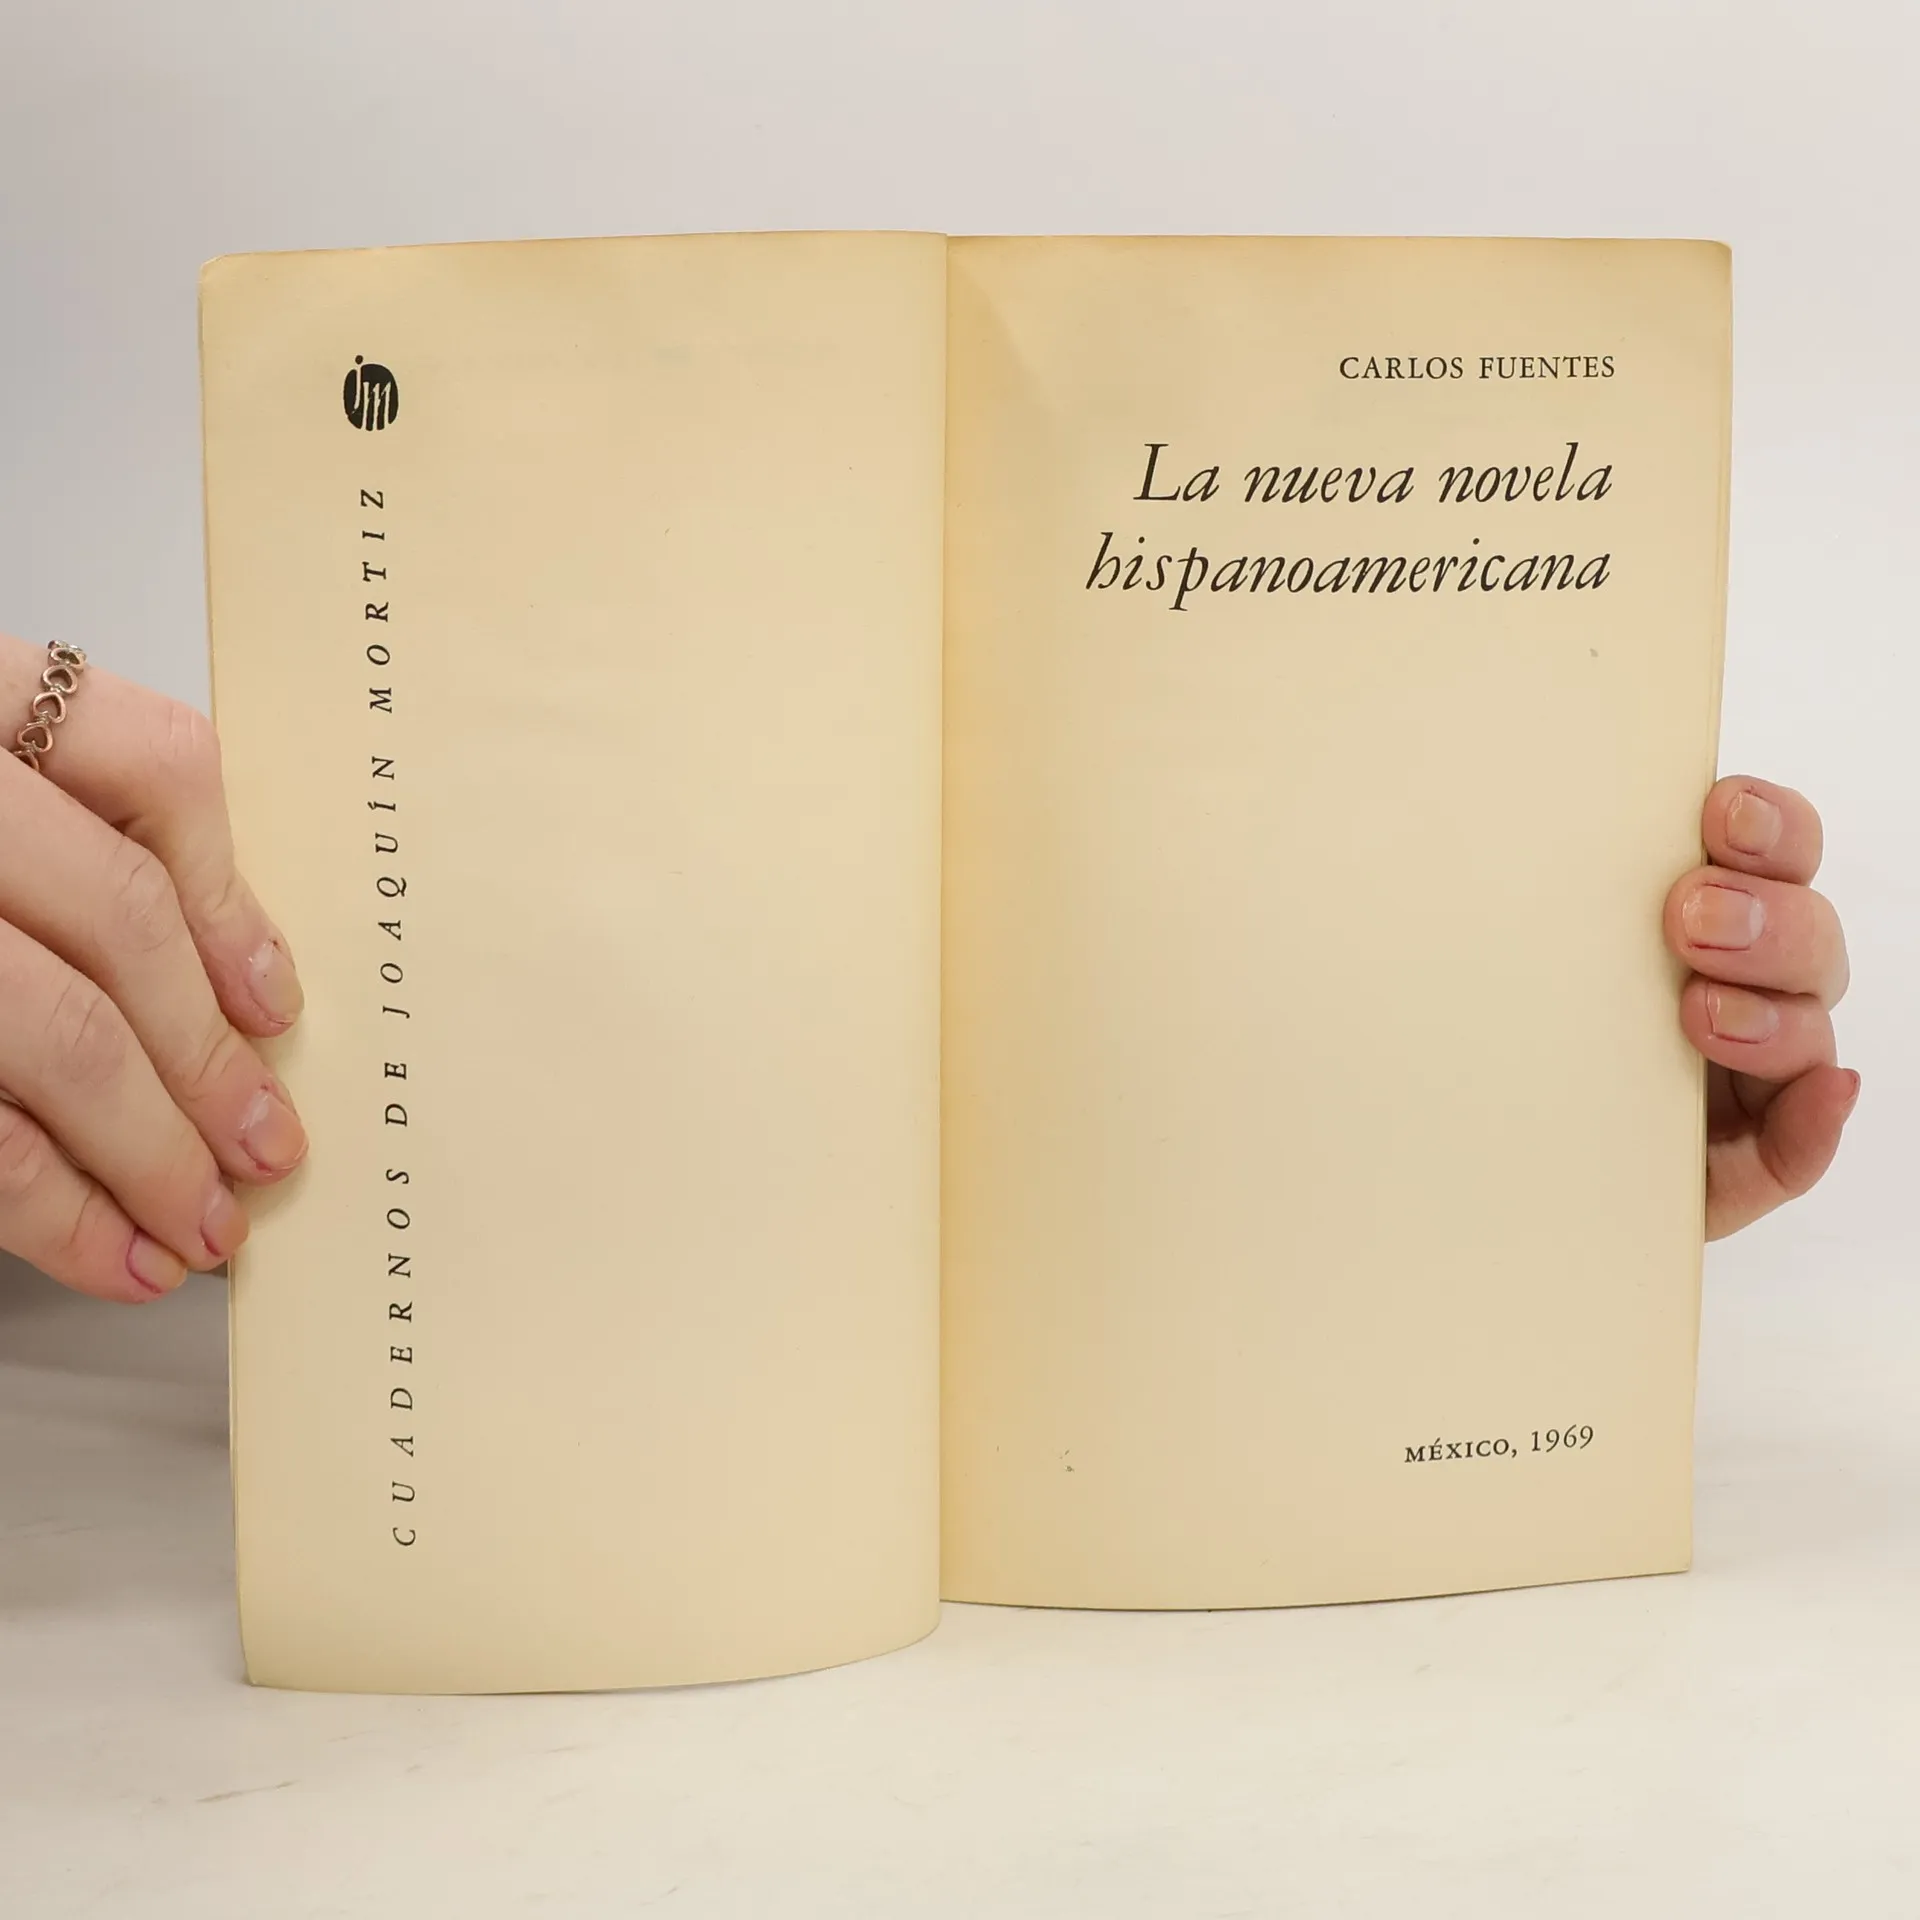 jm
CUADERNOS DE JOAQUÍN MORTIZ
CARLOS FUENTES
La nueva novela
hispanoamericana
MÉXICO, 1969